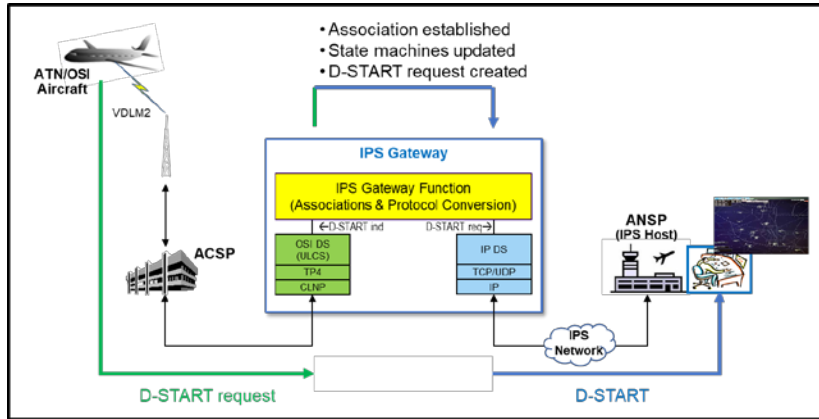 • Association established
• State machines updated
• D-START request created
ATN/OSI
Aircraft
VDLM2
IPS Gateway
IPS Gateway Function
(Associations & Protocol Conversion)
←D-START ind
D-START req→
OSI DS
(ULCS)
TP4
CLNP
IP DS
TCP/UDP
IP
ACSP
ANSP
(IPS Host)
IPS
Network
D-START request
D-START